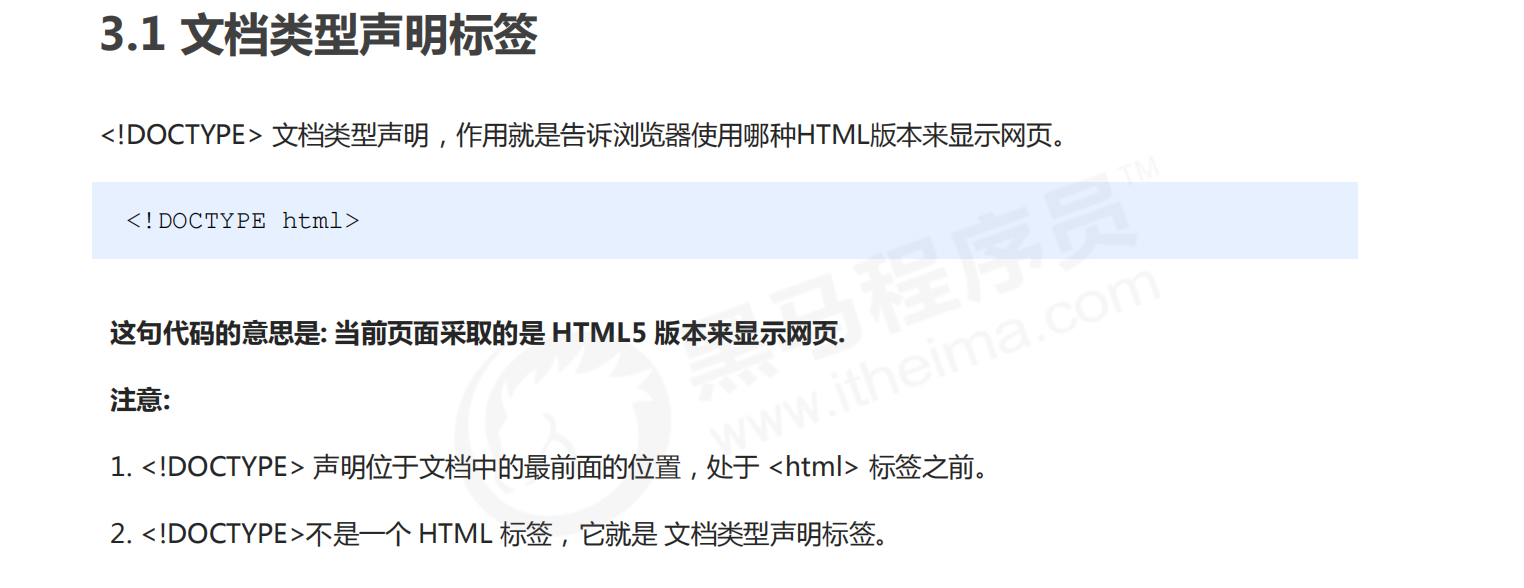 3.1 文档类型声明标签
<!DOCTYPE> 文档类型声明，作用就是告诉浏览器使用哪种HTML版本来显示网页。
<!DOCTYPE html>
这句代码的意思是: 当前页面采取的是 HTML5 版本来显示网页.
注意:
1. <!DOCTYPE> 声明位于文档中的最前面的位置，处于 <html> 标签之前。
2. <!DOCTYPE>不是一个 HTML 标签，它就是 文档类型声明标签。
黑马程序员™
www.itheima.com